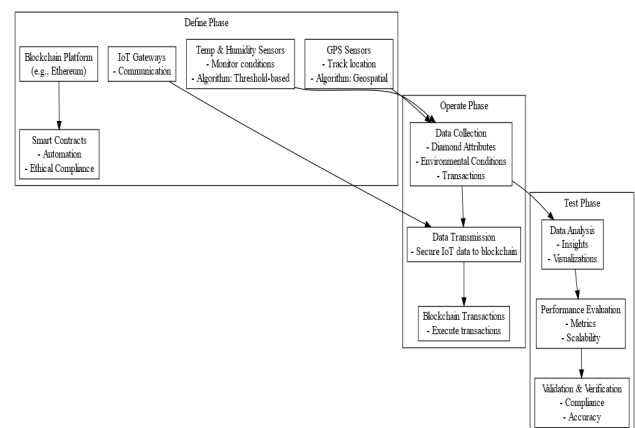 Define Phase
Blockchain Platform
(e.g., Ethereum)
IoT Gateways
- Communication
Temp & Humidity Sensors
- Monitor conditions
- Algorithm: Threshold-based
GPS Sensors
- Track location
- Algorithm: Geospatial
Smart Contracts
- Automation
- Ethical Compliance
Operate Phase
Data Collection
- Diamond Attributes
- Environmental Conditions
- Transactions
Data Transmission
- Secure IoT data to blockchain
Blockchain Transactions
- Execute transactions
Test Phase
Data Analysis
- Insights
- Visualizations
Performance Evaluation
- Metrics
- Scalability
Validation & Verification
- Compliance
- Accuracy